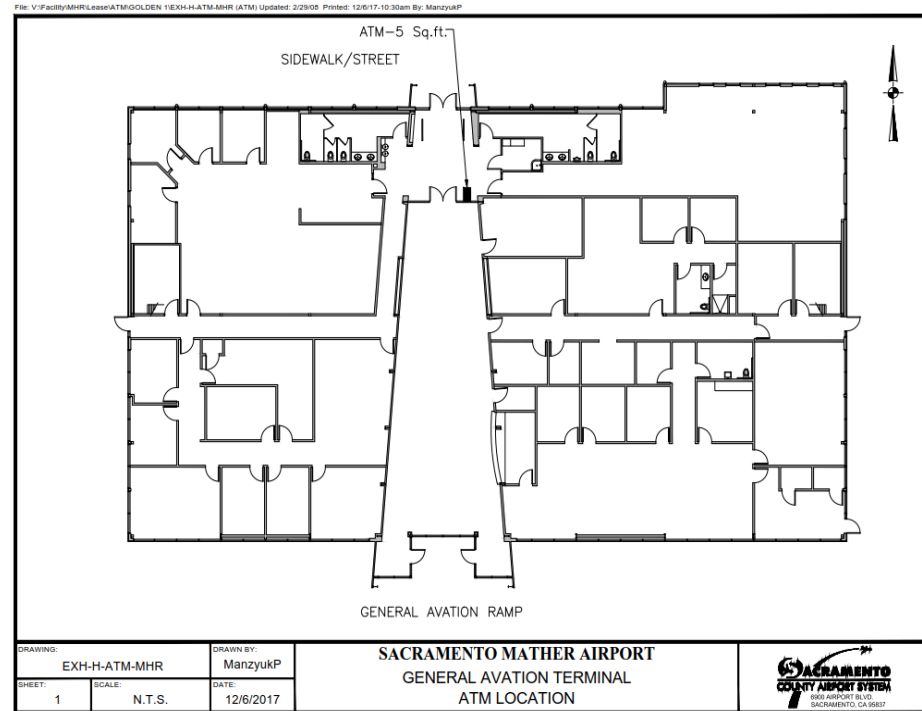 File: V:\Facility\MHR\Lease\ATM\GOLDEN 1\EXH-H-ATM-MHR (ATM) Updated: 2/29/08 Printed: 12/6/17-10:30am By: ManzyukP
ATM-5 Sq.ft.
SIDEWALK/STREET
GENERAL AVATION RAMP
DRAWING:
EXH-H-ATM-MHR
DRAWN BY:
ManzyukP
SHEET:
1
SCALE:
N.T.S.
DATE:
12/6/2017
SACRAMENTO MATHER AIRPORT
GENERAL AVATION TERMINAL
ATM LOCATION
SACRAMENTO
COUNTY AIRPORT SYSTEM
6900 AIRPORT BLVD.
SACRAMENTO, CA 95837